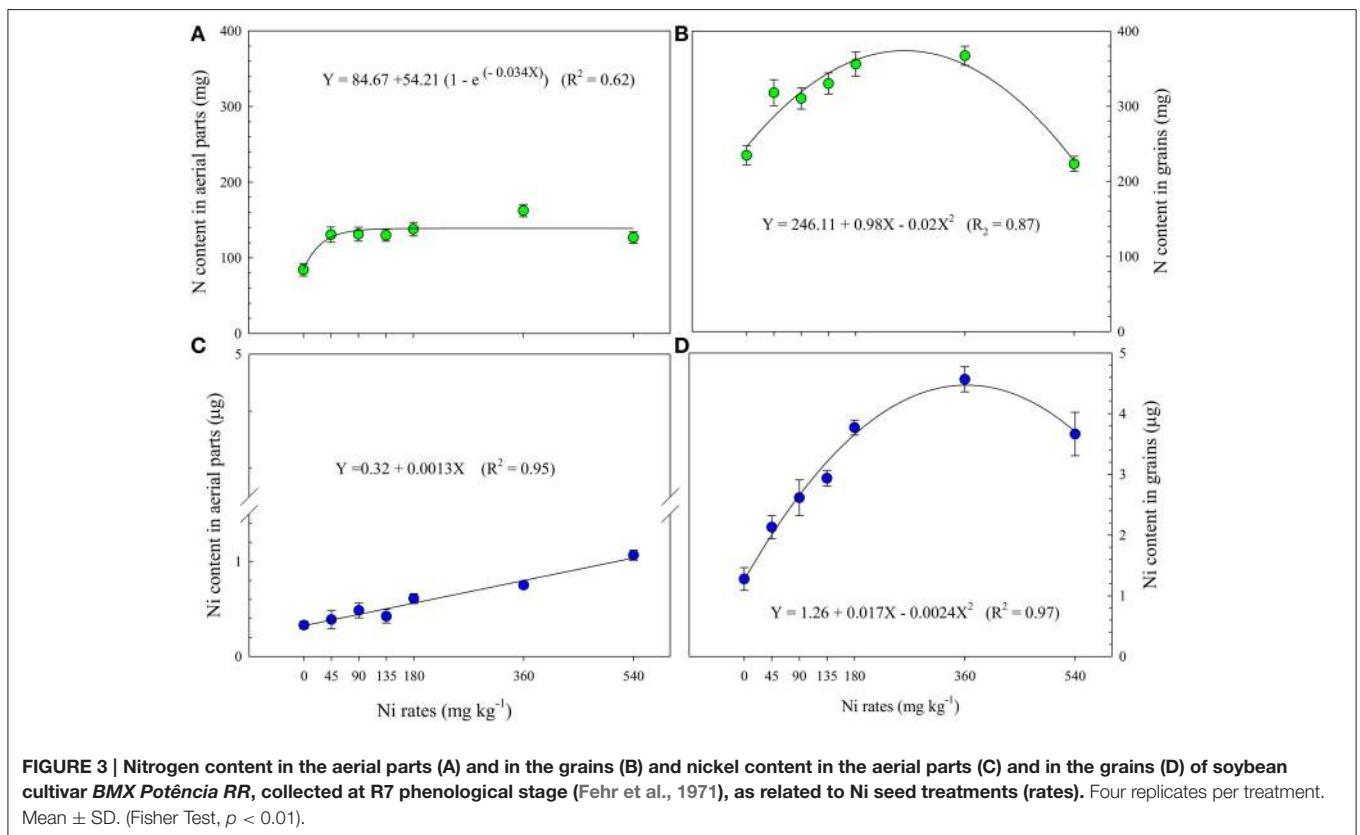 A
400
300
200
100
0
N content in aerial parts (mg)
Y = 84.67 +54.21 (1 - e^(- 0.034X)) (R² = 0.62)
B
400
300
200
100
0
N content in grains (mg)
Y = 246.11 + 0.98X - 0.02X² (R₂ = 0.87)
C
5
1
0
Ni content in aerial parts (µg)
Y =0.32 + 0.0013X (R² = 0.95)
0 45 90 135 180 360 540
Ni rates (mg kg⁻¹)
D
5
4
3
2
1
0
Ni content in grains (µg)
Y = 1.26 + 0.017X - 0.0024X² (R² = 0.97)
0 45 90 135 180 360 540
Ni rates (mg kg⁻¹)
FIGURE 3 | Nitrogen content in the aerial parts (A) and in the grains (B) and nickel content in the aerial parts (C) and in the grains (D) of soybean
cultivar BMX Potência RR, collected at R7 phenological stage (Fehr et al., 1971), as related to Ni seed treatments (rates). Four replicates per treatment.
Mean ± SD. (Fisher Test, p < 0.01).